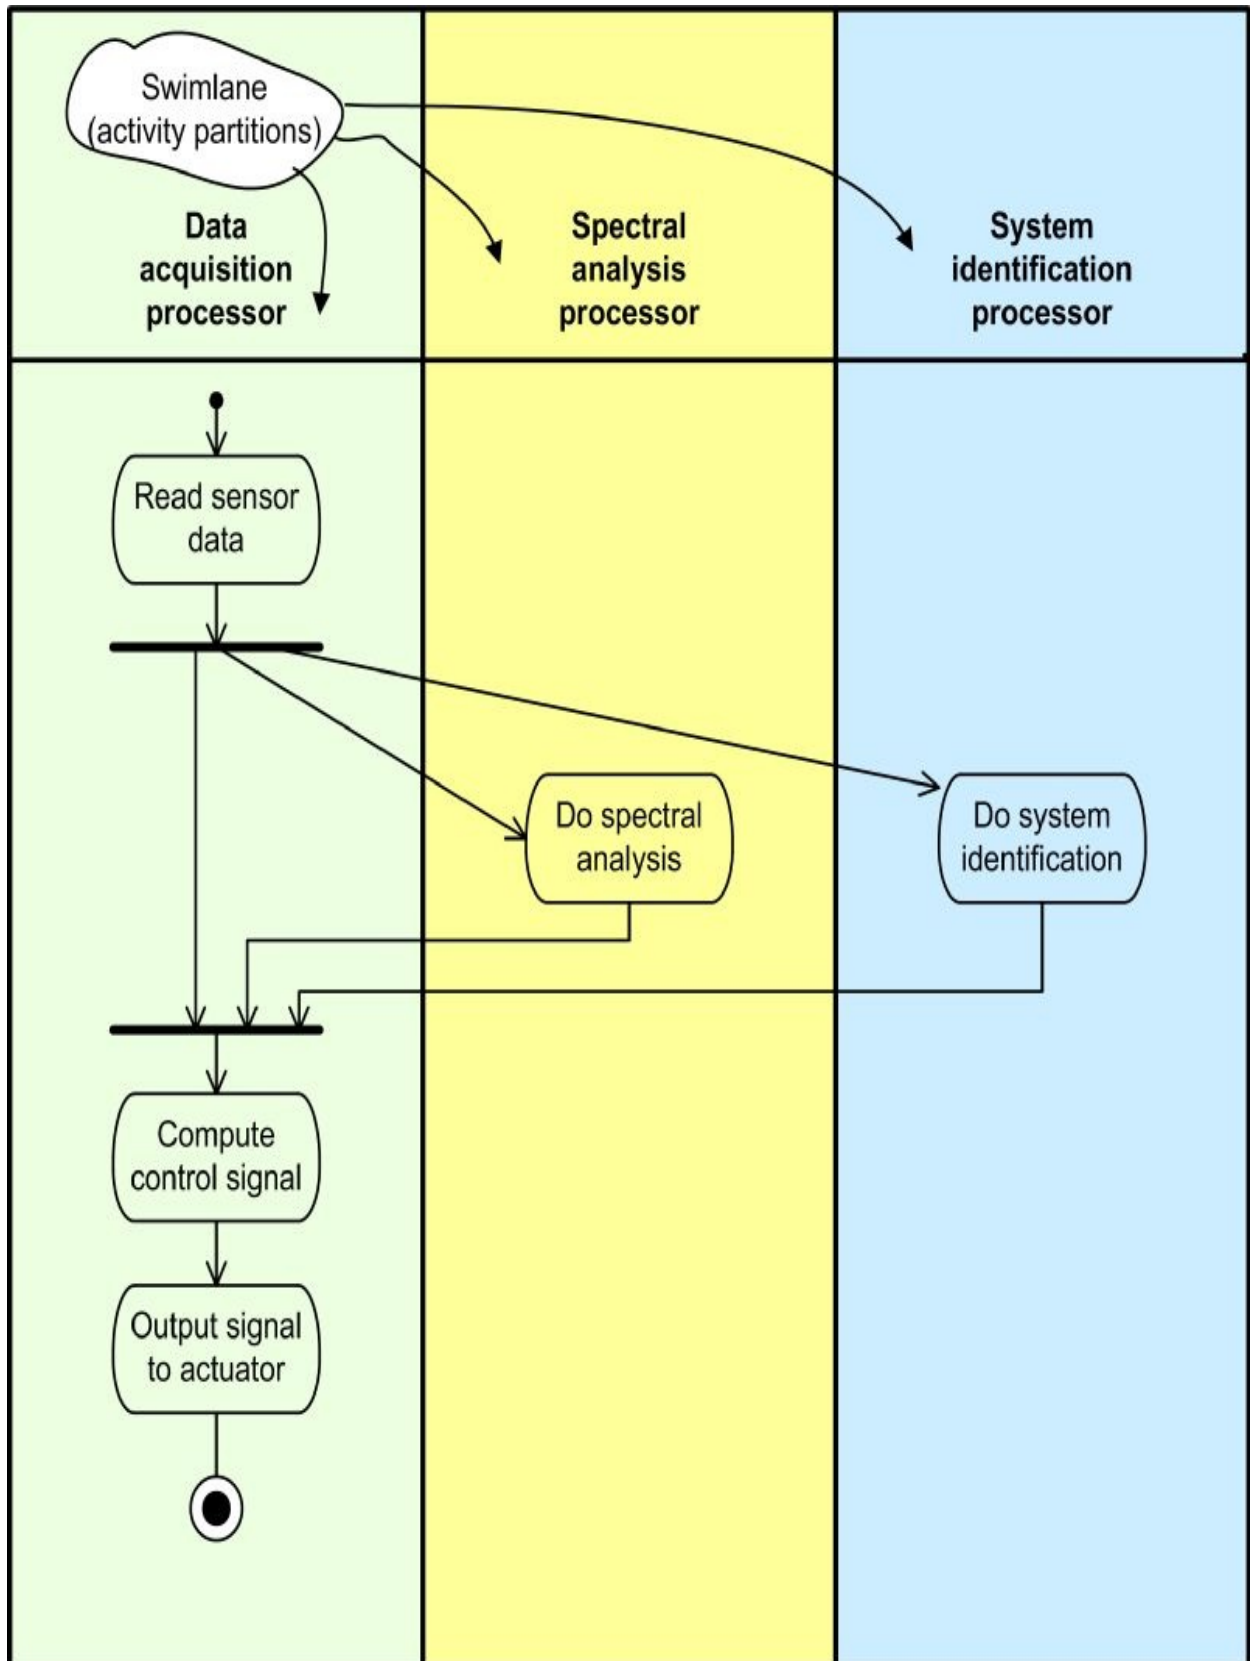 Swimlane
(activity partitions)
Data
acquisition
processor
Spectral
analysis
processor
System
identification
processor
Read sensor
data
Do spectral
analysis
Do system
identification
Compute
control signal
Output signal
to actuator